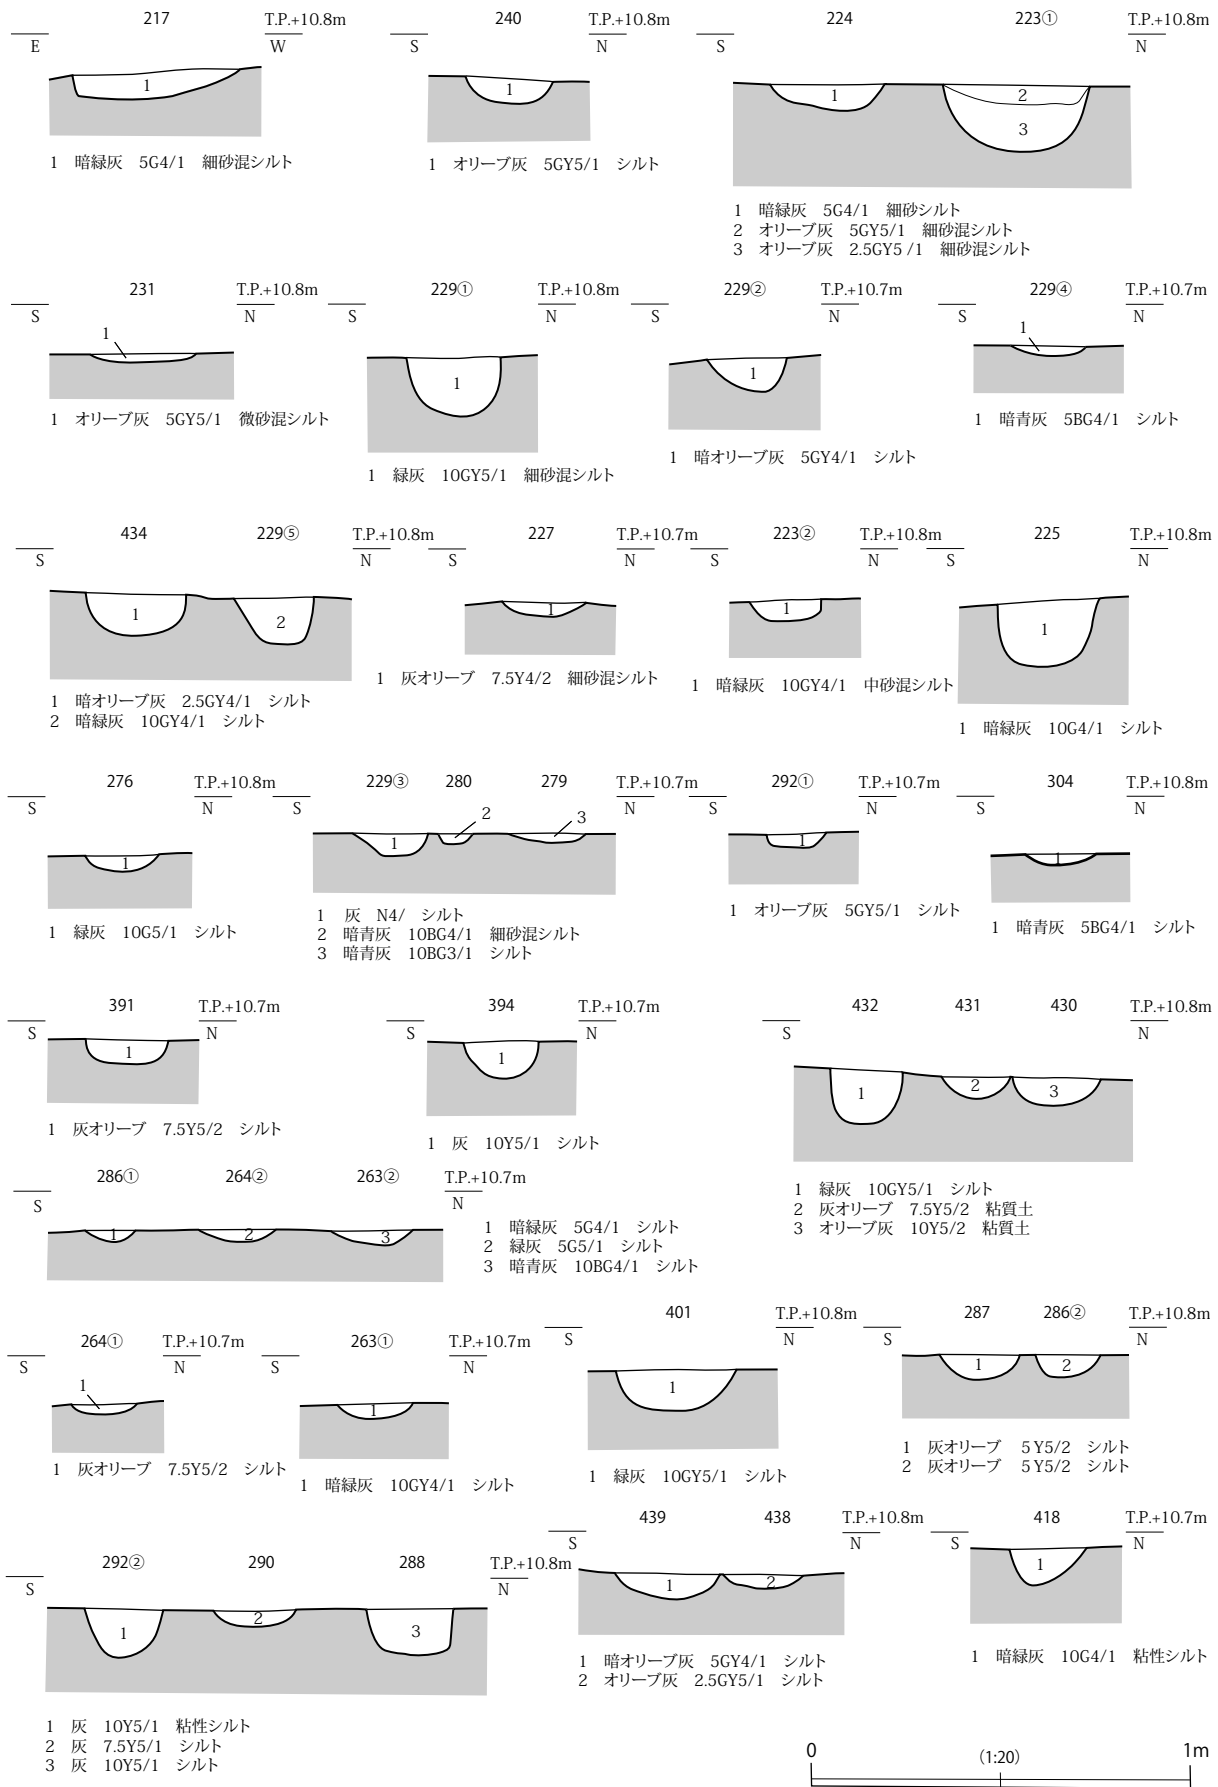 217 T.P.+10.8m
E W
1
1 暗緑灰 5G4/1 細砂混シルト
240 T.P.+10.8m
S N
1
1 オリーブ灰 5GY5/1 シルト
224 223① T.P.+10.8m
S N
1 2
3
1 暗緑灰 5G4/1 細砂シルト
2 オリーブ灰 5GY5/1 細砂混シルト
3 オリーブ灰 2.5GY5 /1 細砂混シルト
231 T.P.+10.8m
S N
1
1 オリーブ灰 5GY5/1 微砂混シルト
229① T.P.+10.8m
S N
1
1 緑灰 10GY5/1 細砂混シルト
229② T.P.+10.7m
S N
1
1 暗オリーブ灰 5GY4/1 シルト
229④ T.P.+10.7m
S N
1
1 暗青灰 5BG4/1 シルト
434 229⑤ T.P.+10.8m
S N
1 2
1 暗オリーブ灰 2.5GY4/1 シルト
2 暗緑灰 10GY4/1 シルト
227 T.P.+10.7m
S N
1
1 灰オリーブ 7.5Y4/2 細砂混シルト
223② T.P.+10.8m
S N
1
1 暗緑灰 10GY4/1 中砂混シルト
225 T.P.+10.8m
S N
1
1 暗緑灰 10G4/1 シルト
276 T.P.+10.8m
S N
1
1 緑灰 10G5/1 シルト
229③ 280 279 T.P.+10.7m
S N
1 2 3
1 灰 N4/ シルト
2 暗青灰 10BG4/1 細砂混シルト
3 暗青灰 10BG3/1 シルト
292① T.P.+10.7m
S N
1
1 オリーブ灰 5GY5/1 シルト
304 T.P.+10.8m
S N
1
1 暗青灰 5BG4/1 シルト
391 T.P.+10.7m
S N
1
1 灰オリーブ 7.5Y5/2 シルト
394 T.P.+10.7m
S N
1
1 灰 10Y5/1 シルト
432 431 430 T.P.+10.8m
S N
1 2 3
1 緑灰 10GY5/1 シルト
2 灰オリーブ 7.5Y5/2 粘質土
3 オリーブ灰 10Y5/2 粘質土
286① 264② 263② T.P.+10.7m
S N
1 2 3
1 暗緑灰 5G4/1 シルト
2 緑灰 5G5/1 シルト
3 暗青灰 10BG4/1 シルト
264① T.P.+10.7m
S N
1
1 灰オリーブ 7.5Y5/2 シルト
263① T.P.+10.7m
S N
1
1 暗緑灰 10GY4/1 シルト
401 T.P.+10.8m
S N
1
1 緑灰 10GY5/1 シルト
287 286② T.P.+10.8m
S N
1 2
1 灰オリーブ 5 Y5/2 シルト
2 灰オリーブ 5 Y5/2 シルト
292② 290 288 T.P.+10.8m
S N
1 2 3
1 灰 10Y5/1 粘性シルト
2 灰 7.5Y5/1 シルト
3 灰 10Y5/1 シルト
439 438 T.P.+10.8m
S N
1 2
1 暗オリーブ灰 5GY4/1 シルト
2 オリーブ灰 2.5GY5/1 シルト
418 T.P.+10.7m
S N
1
1 暗緑灰 10G4/1 粘性シルト
0 (1:20) 1m